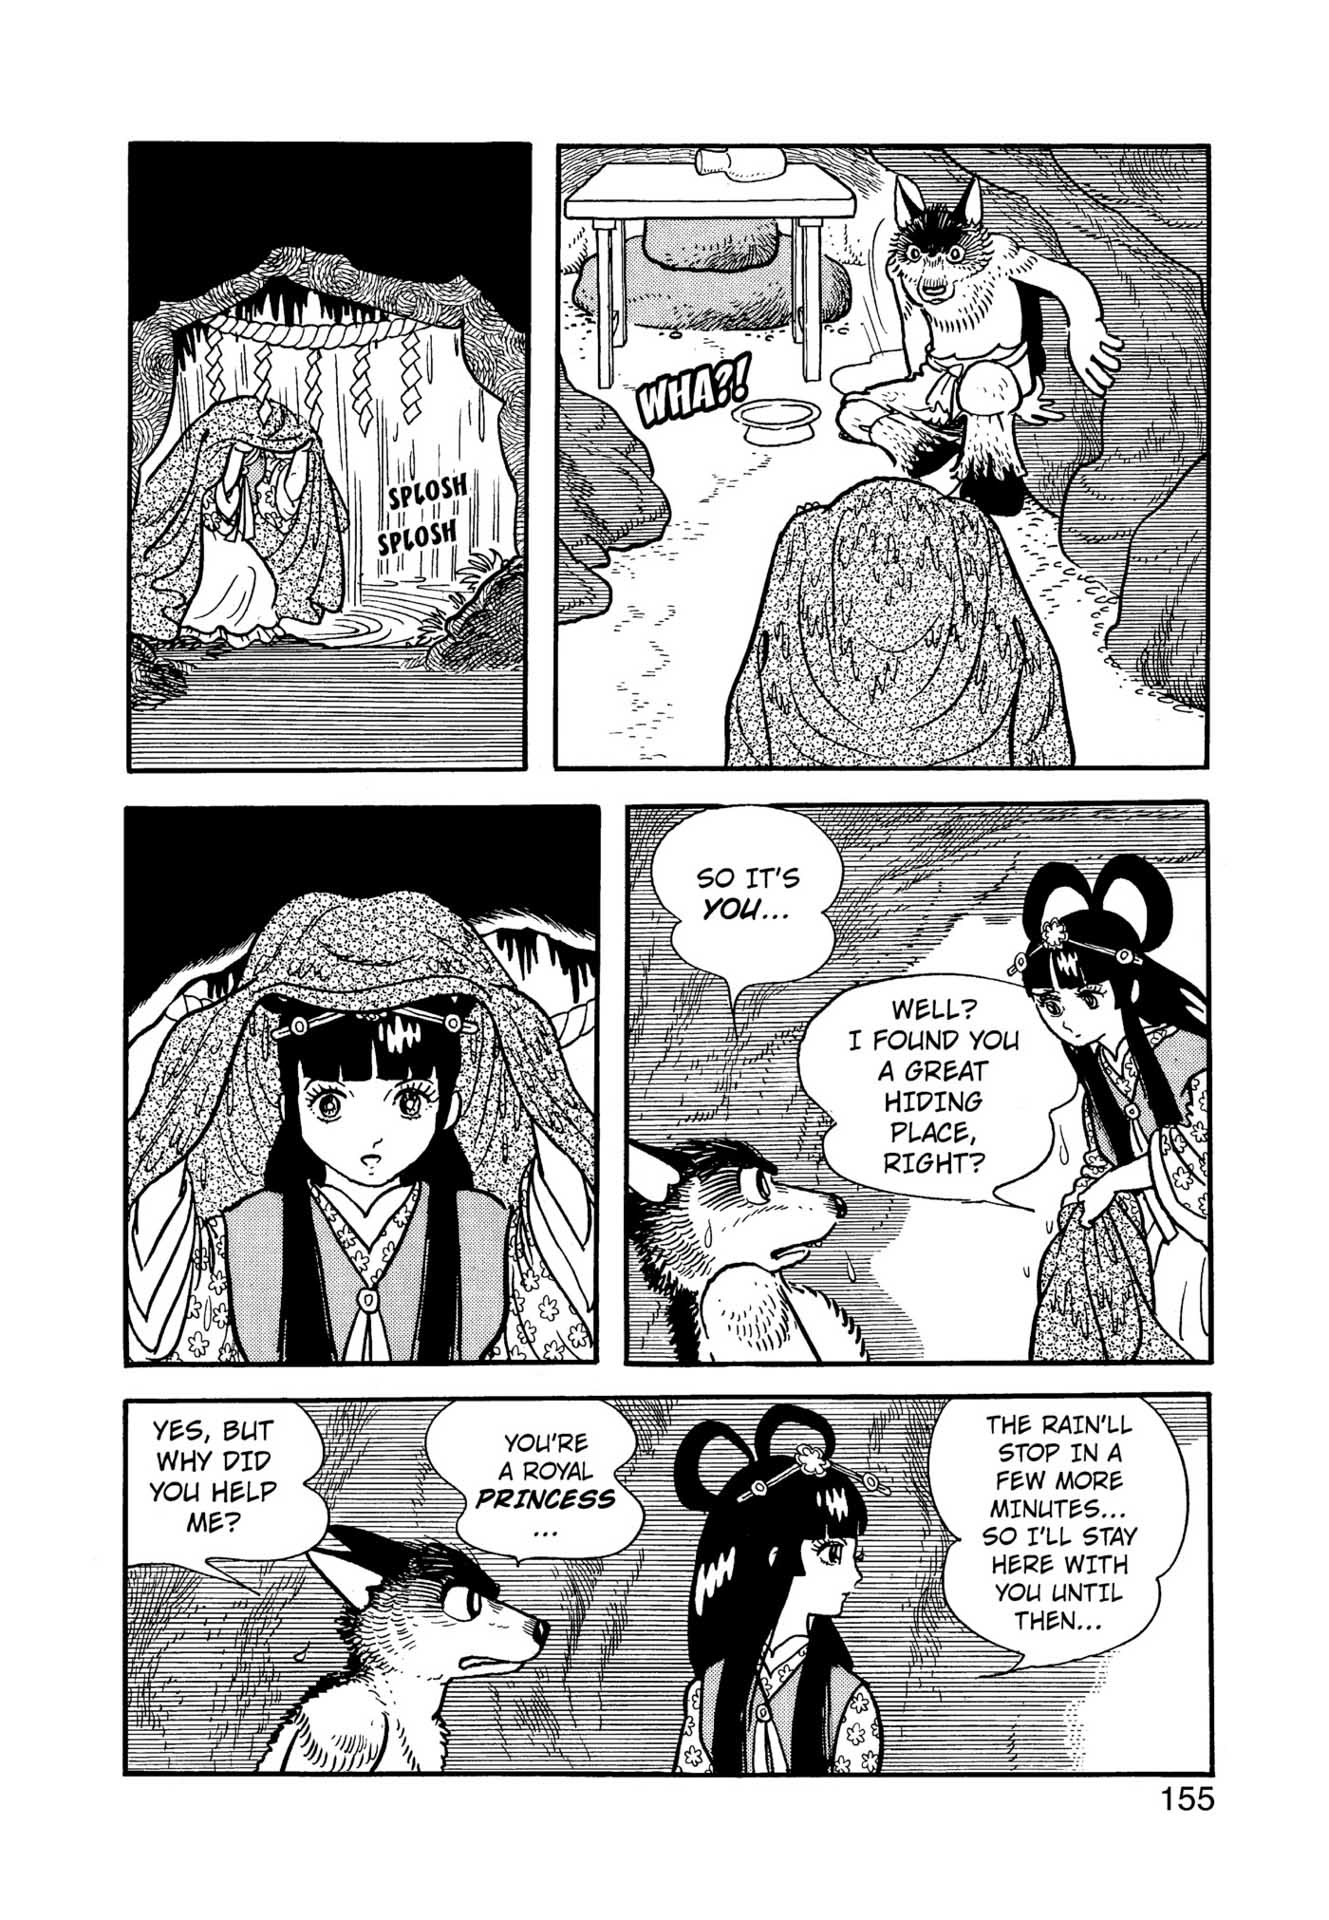 SPLOSH
SPLOSH
WHA?!
SO IT'S
YOU...
WELL?
I FOUND YOU
A GREAT
HIDING
PLACE,
RIGHT?
YES, BUT
WHY DID
YOU HELP
ME?
YOU'RE
A ROYAL
PRINCESS
...
THE RAIN'LL
STOP IN A
FEW MORE
MINUTES...
SO I'LL STAY
HERE WITH
YOU UNTIL
THEN...
155